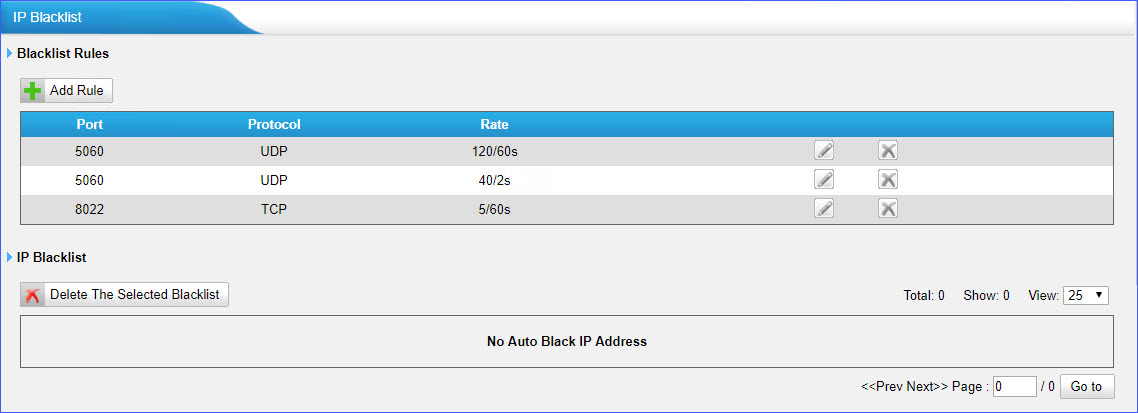 IP Blacklist
Blacklist Rules
Add Rule
Port Protocol Rate
5060 UDP 120/60s
5060 UDP 40/2s
8022 TCP 5/60s
IP Blacklist
Delete The Selected Blacklist Total: 0 Show: 0 View: 25
No Auto Black IP Address
<<Prev Next>> Page : 0 / 0 Go to